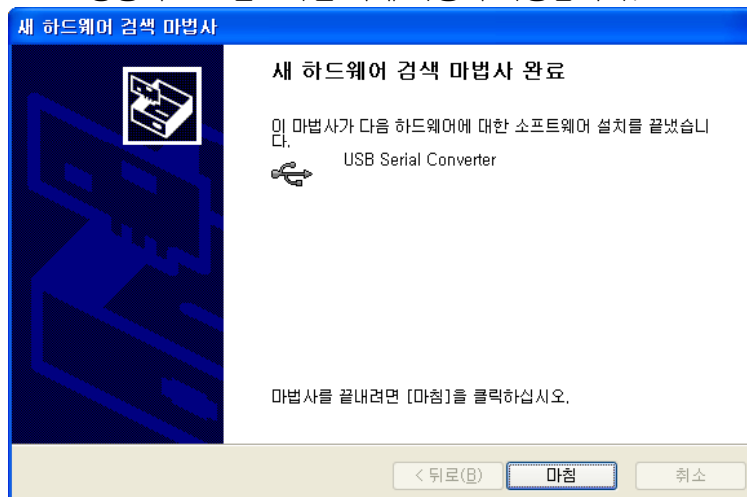 새 하드웨어 검색 마법사
새 하드웨어 검색 마법사 완료
이 마법사가 다음 하드웨어에 대한 소프트웨어 설치를 끝냈습니
다.
USB Serial Converter
마법사를 끝내려면 [마침]을 클릭하십시오.
< 뒤로(B)
마침
취소